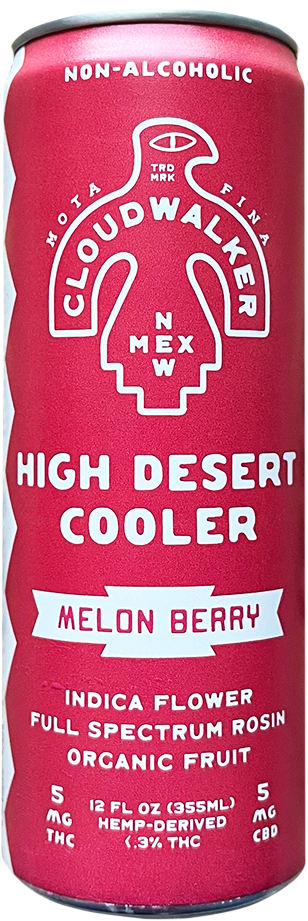 NON-ALCOHOLIC
TRD
MRK
MOTA FINA
CLOUDWALKER
NEW
MEX
HIGH DESERT
COOLER
MELON BERRY
INDICA FLOWER
FULL SPECTRUM ROSIN
ORGANIC FRUIT
5
MG
THC
12 FL OZ (355ML)
HEMP-DERIVED
<.3% THC
5
MG
CBD